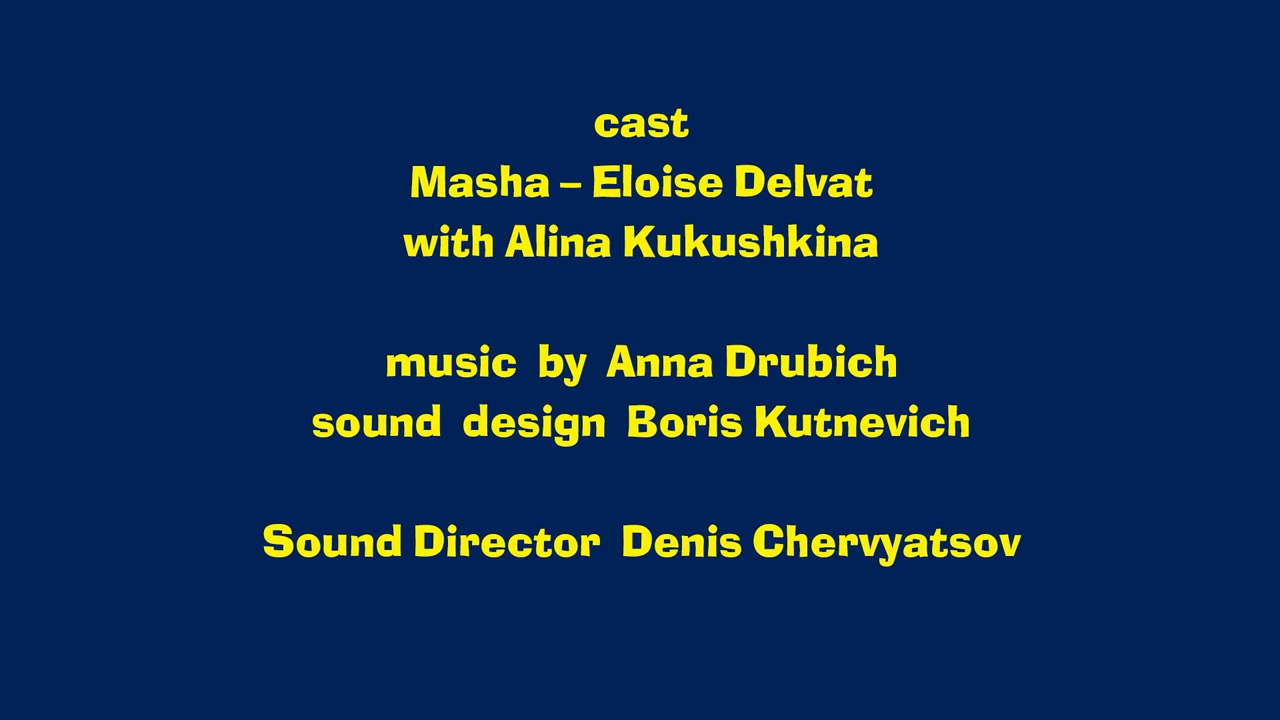 cast
Masha – Eloise Delvat
with Alina Kukushkina
music by Anna Drubich
sound design Boris Kutnevich
Sound Director Denis Chervyatsov